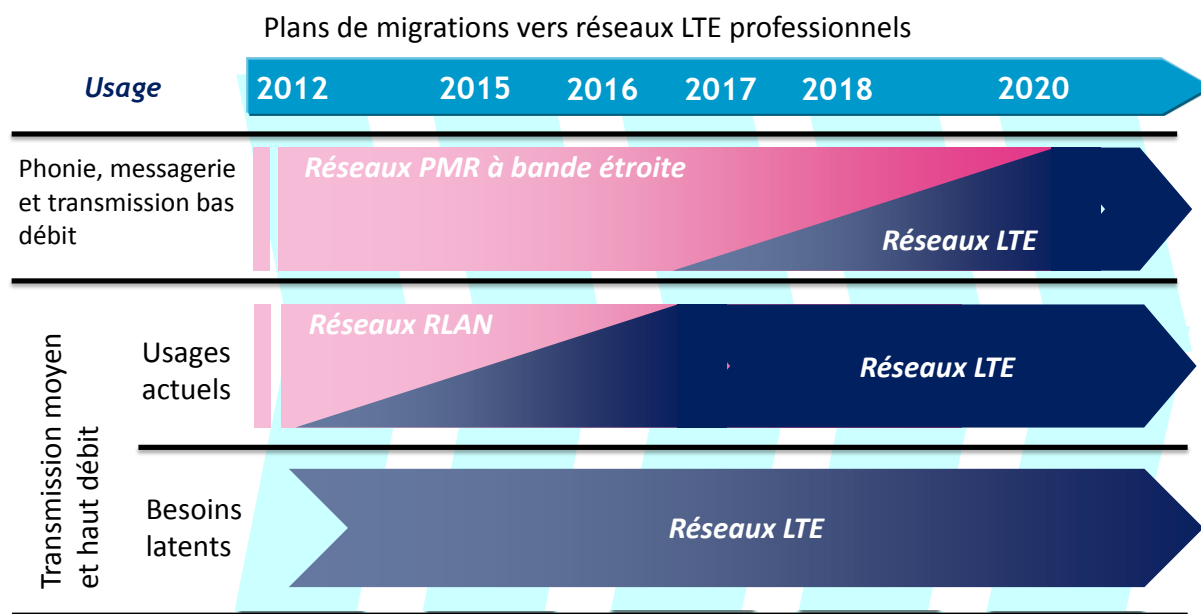 Plans de migrations vers réseaux LTE professionnels
Usage 2012 2015 2016 2017 2018 2020
Phonie, messagerie
et transmission bas
débit
Réseaux PMR à bande étroite
Réseaux LTE
Transmission moyen
et haut débit
Usages
actuels
Réseaux RLAN
Réseaux LTE
Besoins
latents
Réseaux LTE